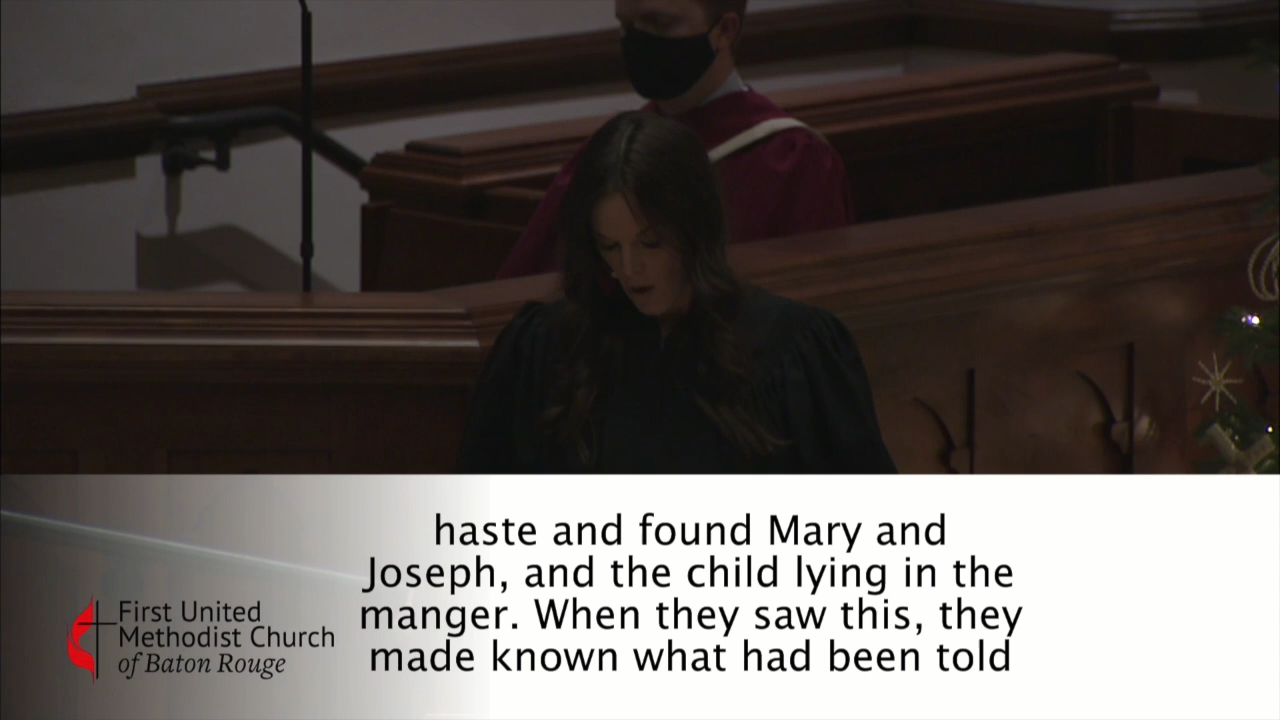 haste and found Mary and
Joseph, and the child lying in the
manger. When they saw this, they
made known what had been told
First United
Methodist Church
of Baton Rouge